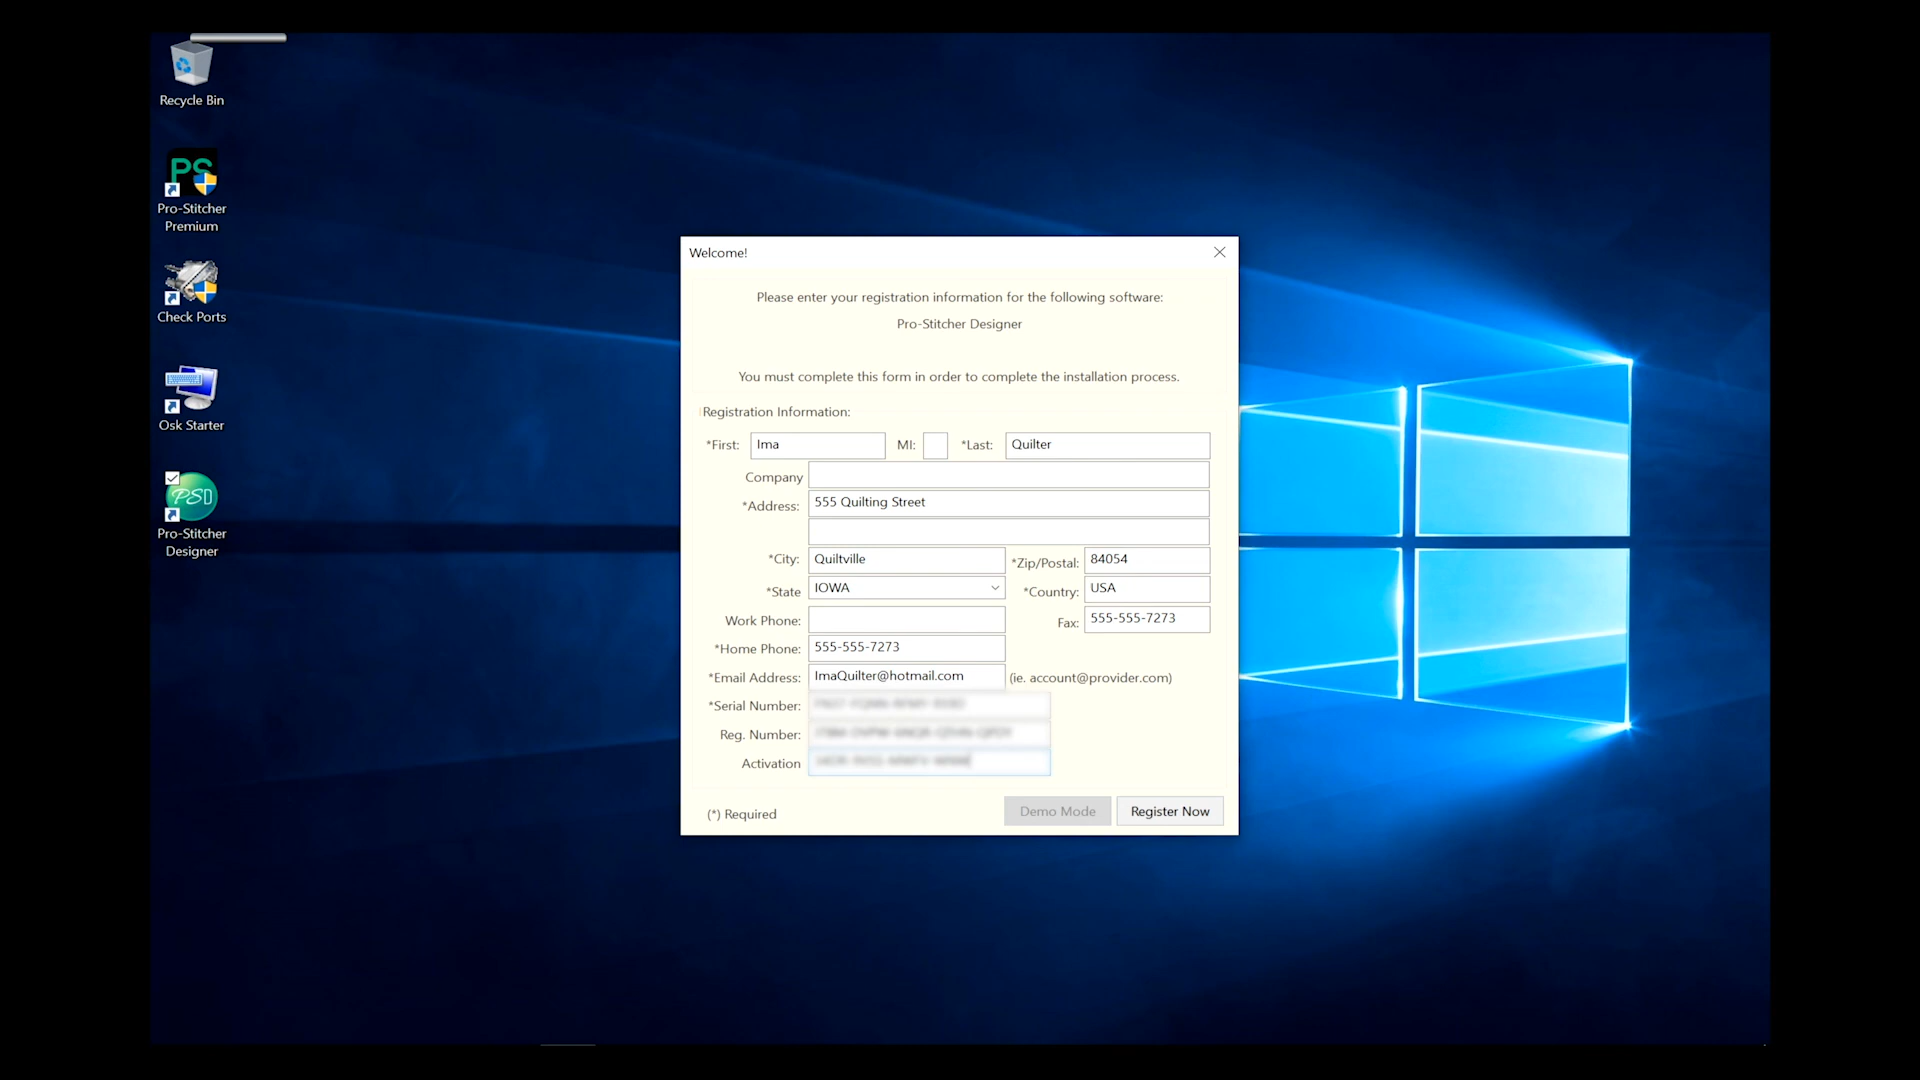 Recycle Bin
PS
Pro-Stitcher
Premium
Check Ports
Osk Starter
PSD
Pro-Stitcher
Designer
Welcome!
Please enter your registration information for the following software:
Pro-Stitcher Designer
You must complete this form in order to complete the installation process.
Registration Information:
*First: Ima MI: *Last: Quilter
Company
*Address: 555 Quilting Street
*City: Quiltville *Zip/Postal: 84054
*State IOWA *Country: USA
Work Phone: Fax: 555-555-7273
*Home Phone: 555-555-7273
*Email Address: ImaQuilter@hotmail.com (ie. account@provider.com)
*Serial Number:
Reg. Number:
Activation
(*) Required Demo Mode Register Now